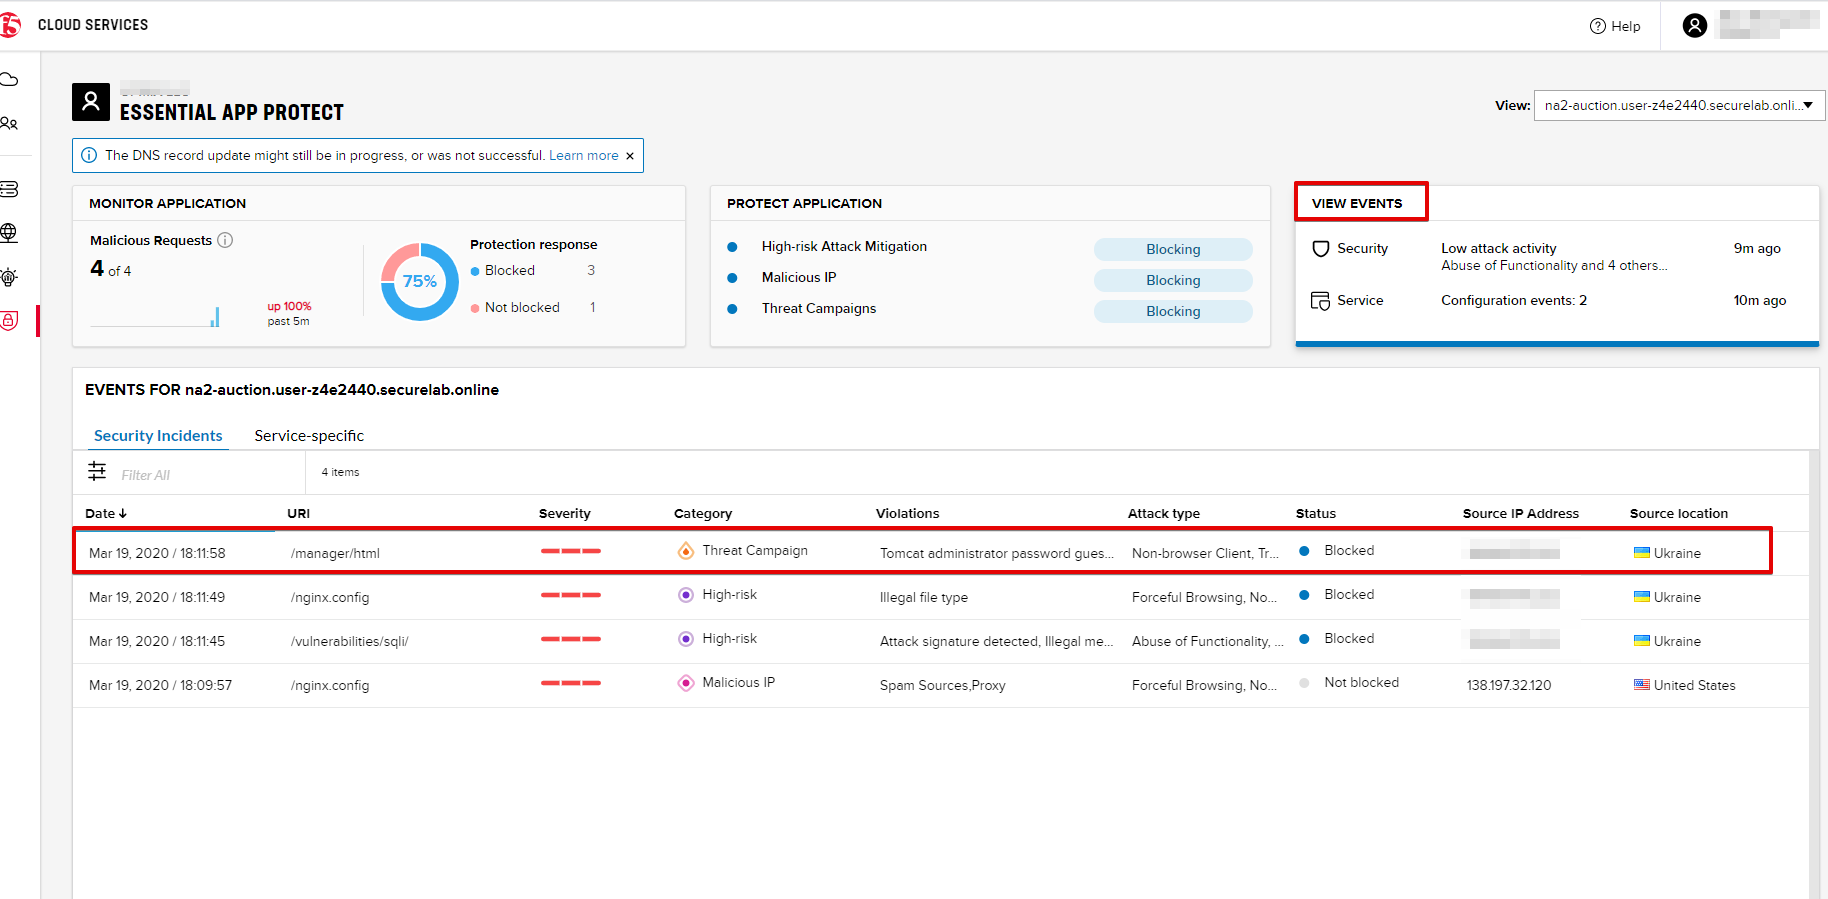 f5 CLOUD SERVICES
Help
ESSENTIAL APP PROTECT
View: na2-auction.user-z4e2440.securelab.onli...
The DNS record update might still be in progress, or was not successful. Learn more ×
MONITOR APPLICATION
Malicious Requests
4 of 4
up 100%
past 5m
75%
Protection response
Blocked 3
Not blocked 1
PROTECT APPLICATION
High-risk Attack Mitigation Blocking
Malicious IP Blocking
Threat Campaigns Blocking
VIEW EVENTS
Security Low attack activity 9m ago
Abuse of Functionality and 4 others...
Service Configuration events: 2 10m ago
EVENTS FOR na2-auction.user-z4e2440.securelab.online
Security Incidents Service-specific
Filter All 4 items
Date URI Severity Category Violations Attack type Status Source IP Address Source location
Mar 19, 2020 / 18:11:58 /manager/html Threat Campaign Tomcat administrator password gues... Non-browser Client, Tr... Blocked Ukraine
Mar 19, 2020 / 18:11:49 /nginx.config High-risk Illegal file type Forceful Browsing, No... Blocked Ukraine
Mar 19, 2020 / 18:11:45 /vulnerabilities/sqli/ High-risk Attack signature detected, Illegal me... Abuse of Functionality, ... Blocked Ukraine
Mar 19, 2020 / 18:09:57 /nginx.config Malicious IP Spam Sources,Proxy Forceful Browsing, No... Not blocked 138.197.32.120 United States